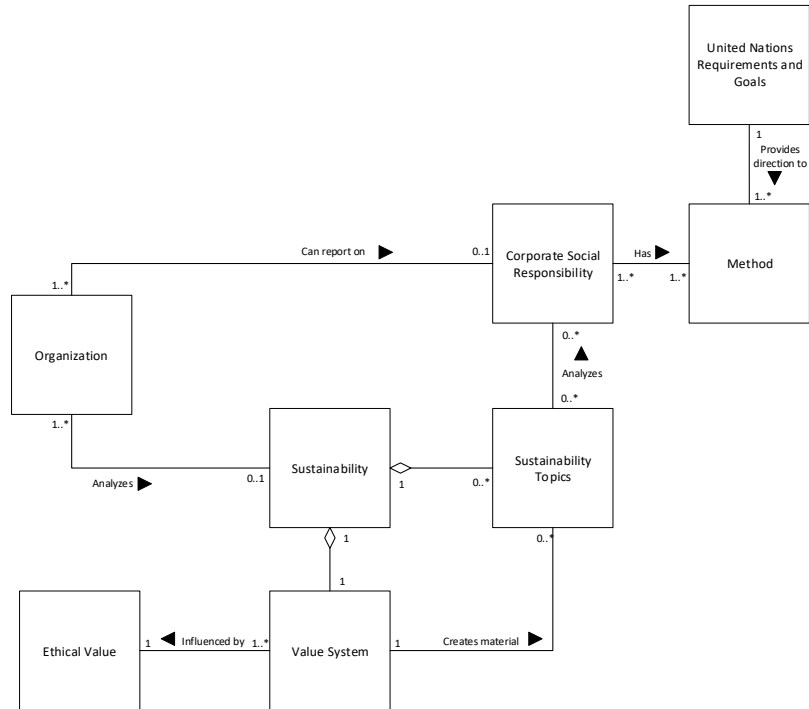 United Nations
Requirements and
Goals
1
Provides
direction to
1..*
Can report on
0..1
Corporate Social
Responsibility
Has
1..*
1..*
Method
1..*
Organization
0..*
Analyzes
0..*
1..*
Analyzes
0..1
Sustainability
1
0..*
Sustainability
Topics
1
0..*
1
Ethical Value
1
Influenced by
1..*
Value System
1
Creates material